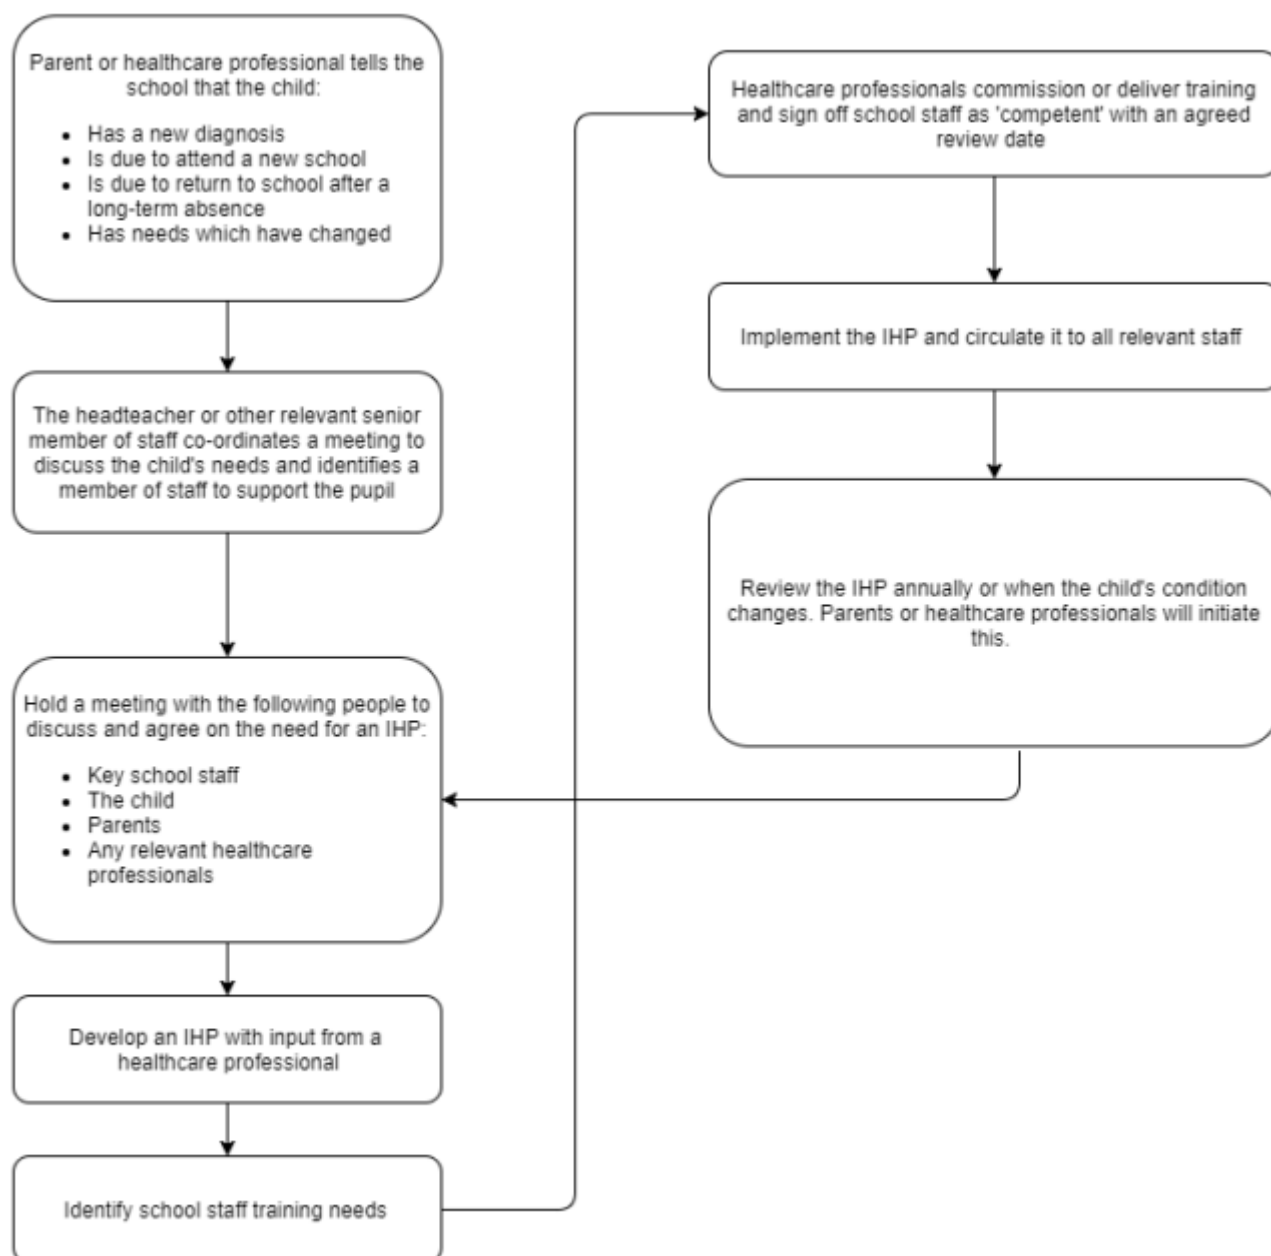 Parent or healthcare professional tells the
school that the child:
• Has a new diagnosis
• Is due to attend a new school
• Is due to return to school after a
long-term absence
• Has needs which have changed
The headteacher or other relevant senior
member of staff co-ordinates a meeting to
discuss the child's needs and identifies a
member of staff to support the pupil
Hold a meeting with the following people to
discuss and agree on the need for an IHP:
• Key school staff
• The child
• Parents
• Any relevant healthcare
professionals
Develop an IHP with input from a
healthcare professional
Identify school staff training needs
Healthcare professionals commission or deliver training
and sign off school staff as 'competent' with an agreed
review date
Implement the IHP and circulate it to all relevant staff
Review the IHP annually or when the child's condition
changes. Parents or healthcare professionals will initiate
this.